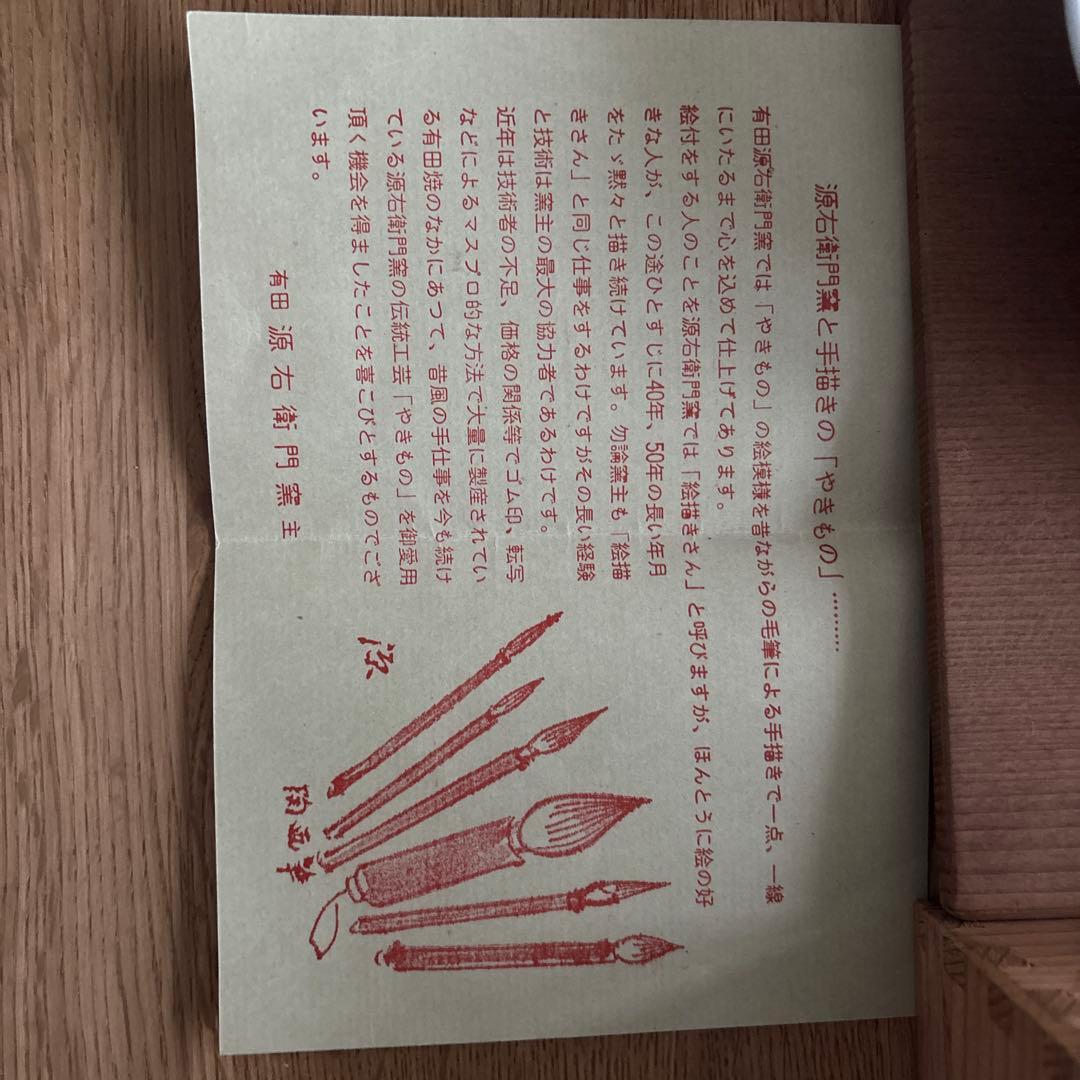 源右衛門窯と手描きの「やきもの」………
有田源右衛門窯では「やきもの」の絵模様を昔ながらの毛筆による手描きで一点、一線
にいたるまで心を込めて仕上げてあります。
絵付をする人のことを源右衛門窯では「絵描きさん」と呼びますが、ほんとうに絵の好
きな人が、この途ひとすじに40年、50年の長い年月
をたゞ黙々と描き続けています。勿論窯主も「絵描
きさん」と同じ仕事をするわけですがその長い経験
と技術は窯主の最大の協力者であるわけです。
近年は技術者の不足、価格の関係等でゴム印、転写
などによるマスプロ的な方法で大量に製産されてい
る有田焼のなかにあつて、昔風の手仕事を今も続け
ている源右衛門窯の伝統工芸「やきもの」を御愛用
頂く機会を得ましたことを喜こびとするものでござ
います。
有田 源右衛門窯主
源
陶画筆